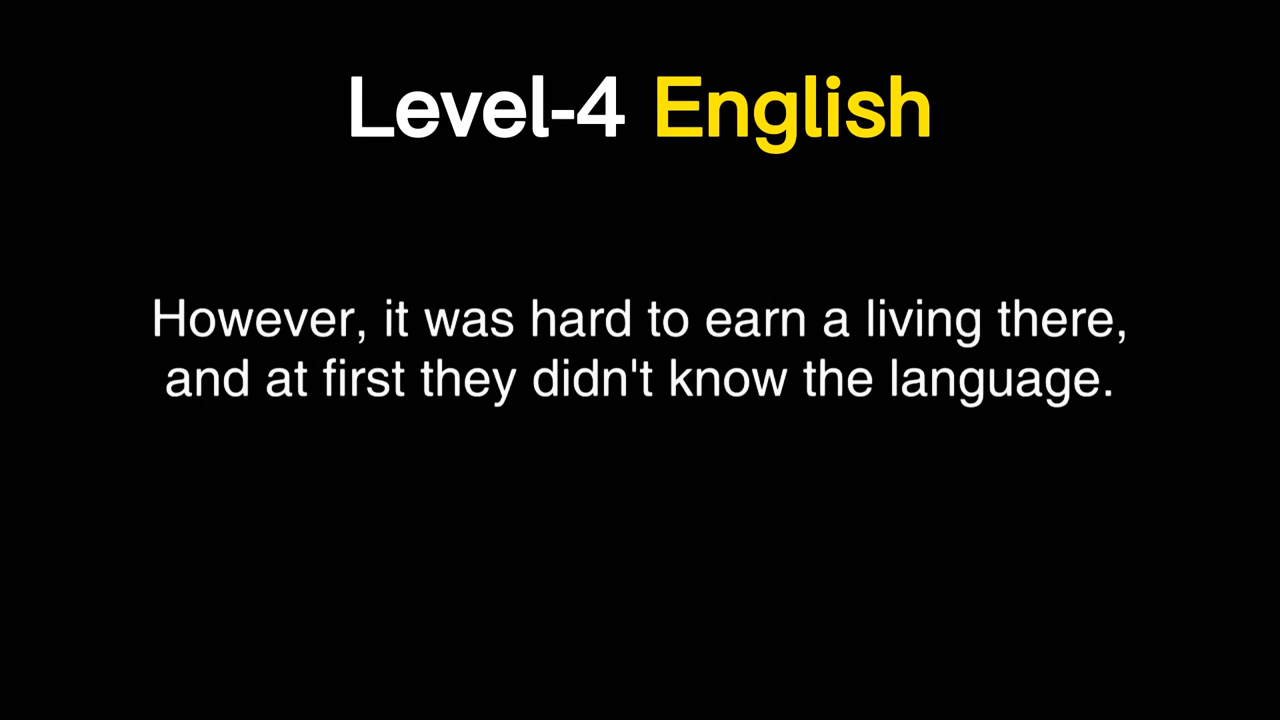 Level-4 English
However, it was hard to earn a living there,
and at first they didn't know the language.